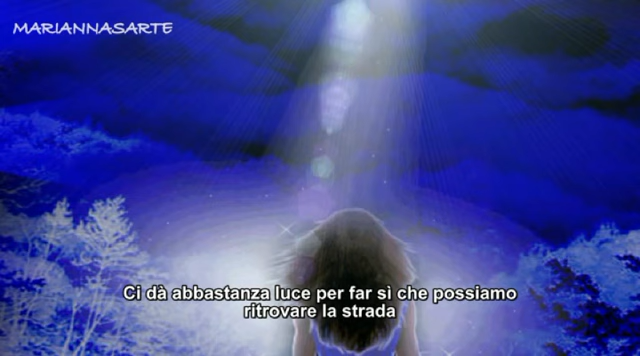 MARIANNASARTE
Ci dà abbastanza luce per far sì che possiamo
ritrovare la strada